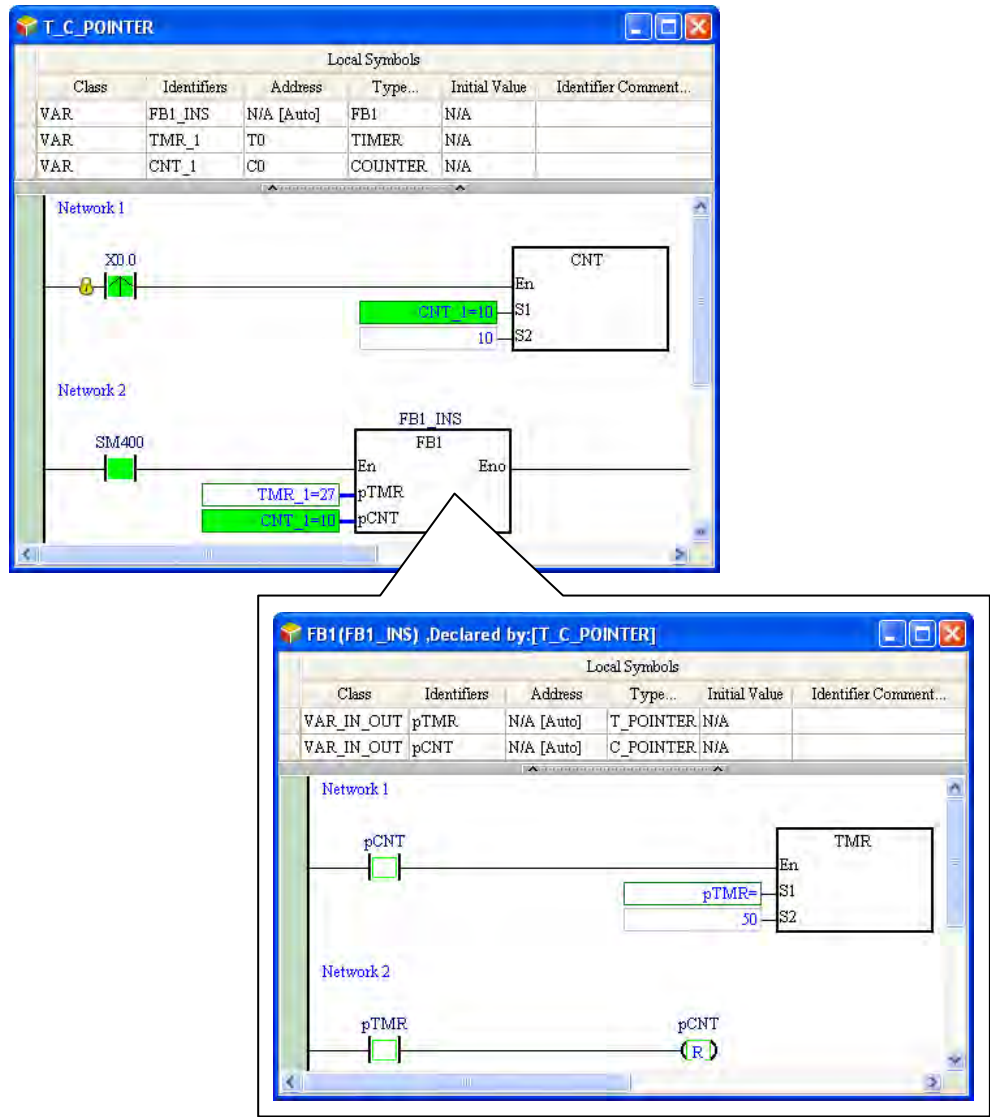 T_C_POINTER
Local Symbols
Class Identifiers Address Type... Initial Value Identifier Comment...
VAR FB1_INS N/A [Auto] FB1 N/A
VAR TMR_1 T0 TIMER N/A
VAR CNT_1 C0 COUNTER N/A
Network 1
X0.0
CNT
En
CNT_1=10 S1
10 S2
Network 2
FB1_INS
SM400 FB1
En Eno
TMR_1=27 pTMR
CNT_1=10 pCNT
FB1(FB1_INS) ,Declared by:[T_C_POINTER]
Local Symbols
Class Identifiers Address Type... Initial Value Identifier Comment...
VAR_IN_OUT pTMR N/A [Auto] T_POINTER N/A
VAR_IN_OUT pCNT N/A [Auto] C_POINTER N/A
Network 1
pCNT TMR
En
pTMR= S1
50 S2
Network 2
pTMR pCNT
R